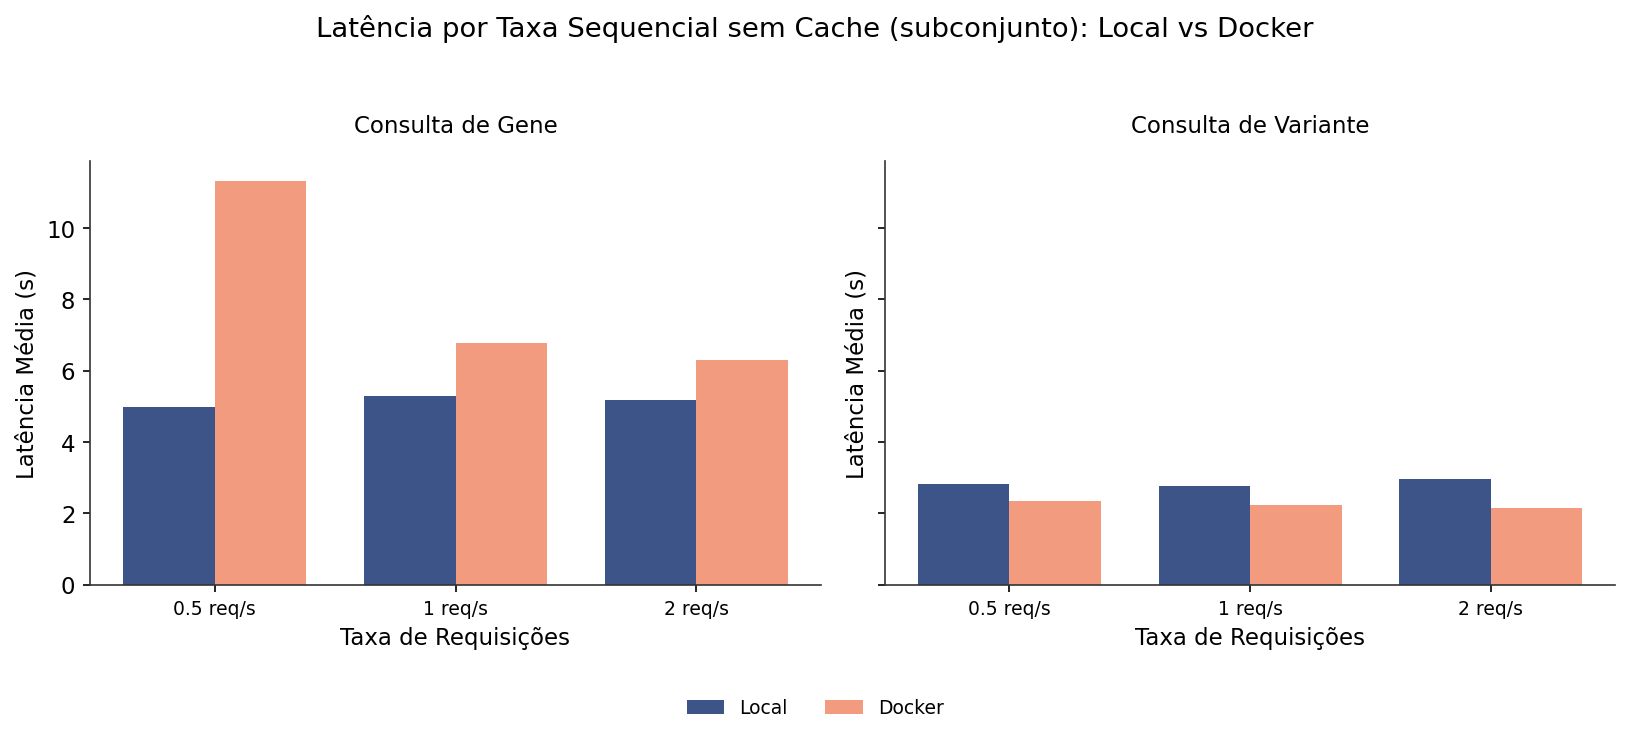 Latência por Taxa Sequencial sem Cache (subconjunto): Local vs Docker
Consulta de Gene
Latência Média (s)
10
8
6
4
2
0
0.5 req/s
1 req/s
2 req/s
Taxa de Requisições
Consulta de Variante
Latência Média (s)
0.5 req/s
1 req/s
2 req/s
Taxa de Requisições
Local
Docker